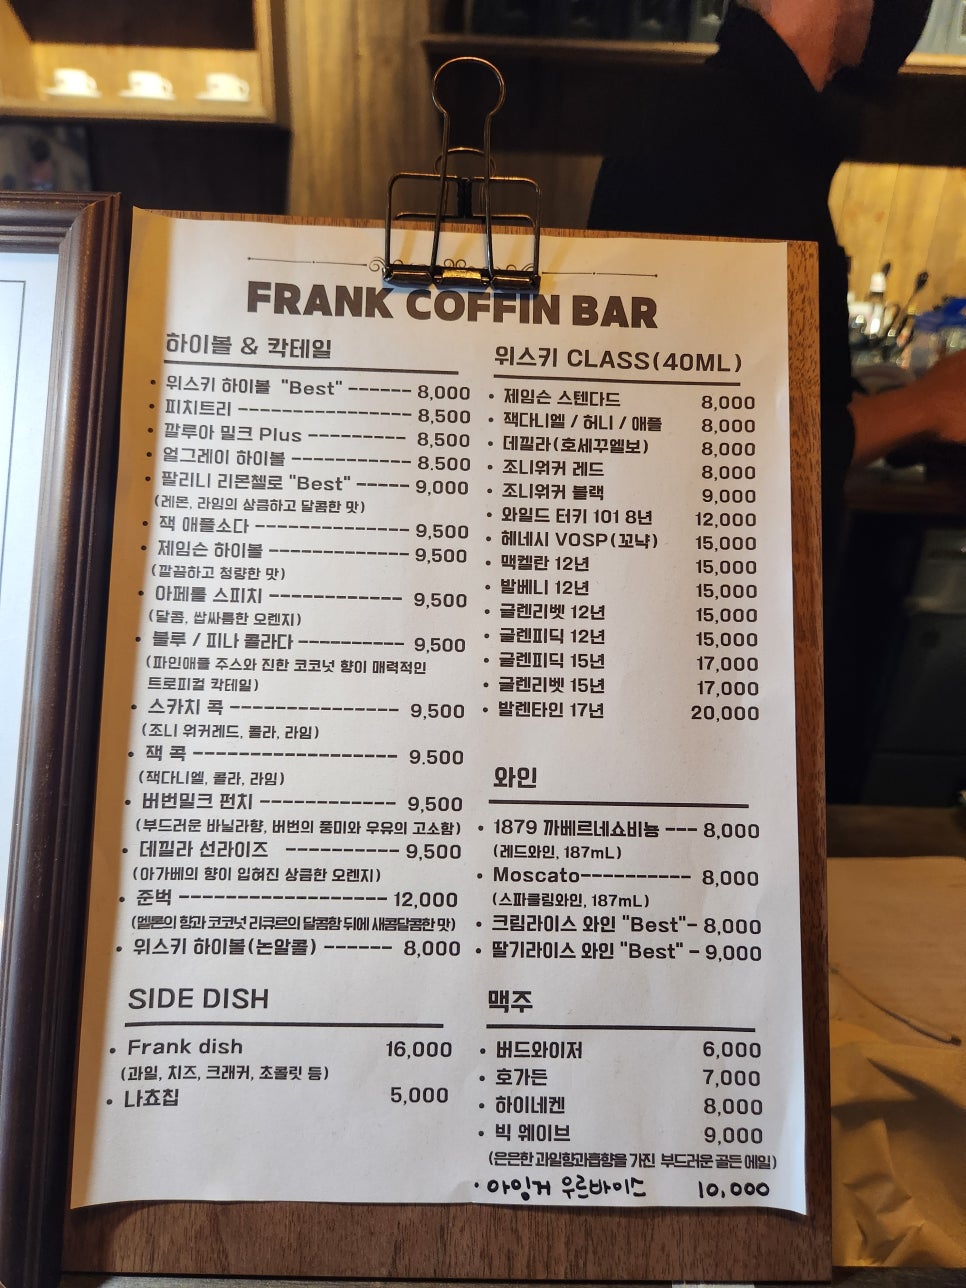 FRANK COFFIN BAR
하이볼 & 칵테일
• 위스키 하이볼 "Best" ------ 8,000
• 피치트리 ---------------- 8,500
• 깔루아 밀크 Plus --------- 8,500
• 얼그레이 하이볼 ----------- 8.500
• 팔리니 리몬첼로 "Best" ----- 9,000
(레몬, 라임의 상큼하고 달콤한 맛)
• 잭 애플소다 -------------- 9,500
• 제임슨 하이볼 ------------- 9,500
(깔끔하고 청량한 맛)
• 아페롤 스피치 ------------- 9,500
(달콤, 쌉싸름한 오렌지)
• 블루 / 피나 콜라다 ---------- 9,500
(파인애플 주스와 진한 코코넛 향이 매력적인
트로피컬 칵테일)
• 스카치 콕 ---------------- 9,500
(조니 워커레드, 콜라, 라임)
• 잭 콕 ------------------- 9.500
(잭다니엘, 콜라, 라임)
• 버번밀크 펀치 ------------- 9,500
(부드러운 바닐라향, 버번의 풍미와 우유의 고소함)
• 데낄라 선라이즈 ---------- 9,500
(아가베의 향이 입혀진 상큼한 오렌지)
• 준벅 ------------------- 12,000
(멜론의 향과 코코넛 리큐르의 달콤함 뒤에 새콤달콤한 맛)
• 위스키 하이볼(논알콜) ------ 8,000
SIDE DISH
• Frank dish 16,000
(과일, 치즈, 크래커, 초콜릿 등)
• 나쵸칩 5,000
위스키 CLASS(40ML)
• 제임슨 스텐다드 8,000
• 잭다니엘 / 허니 / 애플 8,000
• 데낄라(호세꾸엘보) 8,000
• 조니워커 레드 8,000
• 조니워커 블랙 9,000
• 와일드 터키 101 8년 12,000
• 헤네시 VOSP(꼬냑) 15,000
• 맥켈란 12년 15,000
• 발베니 12년 15,000
• 글렌리벳 12년 15,000
• 글렌피딕 12년 15,000
• 글렌피딕 15년 17,000
• 글렌리벳 15년 17,000
• 발렌타인 17년 20,000
와인
• 1879 까베르네쇼비뇽 --- 8,000
(레드와인, 187mL)
• Moscato---------- 8,000
(스파클링와인, 187mL)
• 크림라이스 와인 "Best"- 8,000
• 딸기라이스 와인 "Best" - 9,000
맥주
• 버드와이저 6,000
• 호가든 7,000
• 하이네켄 8,000
• 빅 웨이브 9,000
(은은한 과일향과홉향을 가진 부드러운 골든 에일)
• 아잉거 우르바이스 10,000